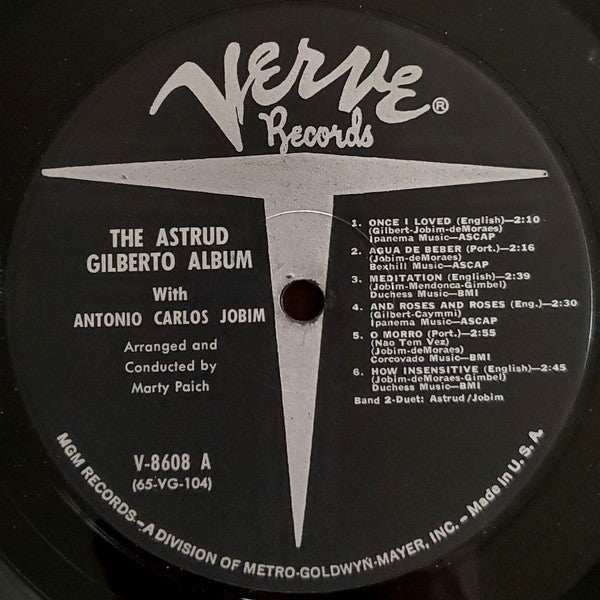 Verve®
Records
THE ASTRUD
GILBERTO ALBUM
With
ANTONIO CARLOS JOBIM
Arranged and
Conducted by
Marty Paich
V-8608 A
(65-VG-104)
1. ONCE I LOVED (English)—2:10
(Gilbert-Jobim-deMoraes)
Ipanema Music—ASCAP
2. AGUA DE BEBER (Port.)—2:16
(Jobim-deMoraes)
Bexhill Music—ASCAP
3. MEDITATION (English)—2:39
(Jobim-Mendonca-Gimbel)
Duchess Music—BMI
4. AND ROSES AND ROSES (Eng.)—2:30
(Gilbert-Caymmi)
Ipanema Music—ASCAP
5. O MORRO (Port.)—2:55
(Nao Tem Vez)
(Jobim-deMoraes)
Corcovado Music—BMI
6. HOW INSENSITIVE (English)—2:45
(Jobim-deMoraes-Gimbel)
Duchess Music—BMI
Band 2-Duet: Astrud/Jobim
MGM RECORDS—A DIVISION OF METRO-GOLDWYN-MAYER, INC. – Made in U. S. A.